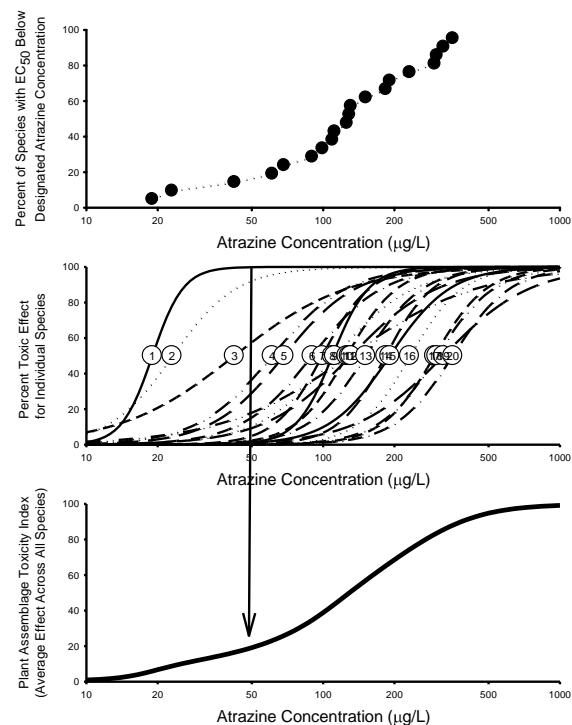 Percent of Species with EC50 Below
Designated Atrazine Concentration
100
80
60
40
20
0
10 20 50 100 200 500 1000
Atrazine Concentration (µg/L)
Percent Toxic Effect
for Individual Species
100
80
60
40
20
0
1 2 3 4 5 6 7 13 16 20
10 20 50 100 200 500 1000
Atrazine Concentration (µg/L)
Plant Assemblage Toxicity Index
(Average Effect Across All Species)
100
80
60
40
20
0
10 20 50 100 200 500 1000
Atrazine Concentration (µg/L)